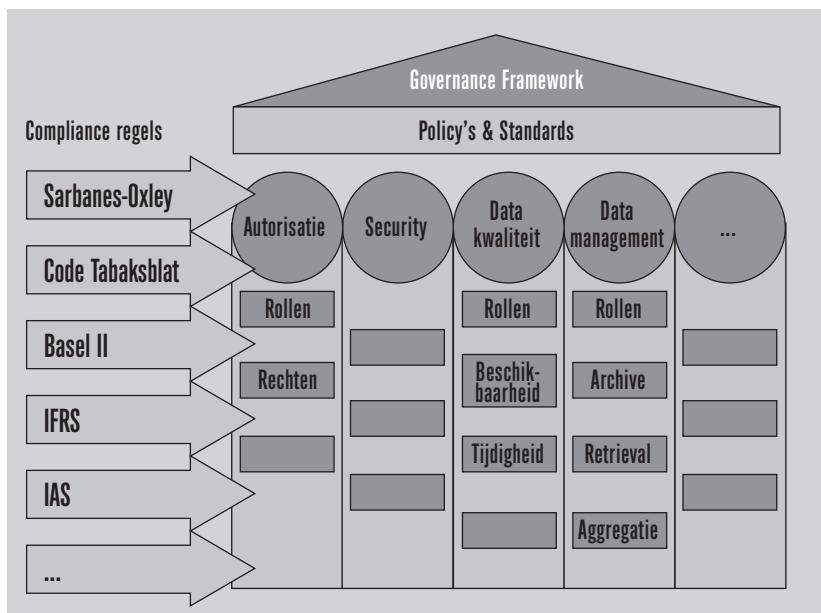 Governance Framework
Policy's & Standards
Compliance regels
Sarbanes-Oxley
Code Tabaksblat
Basel II
IFRS
IAS
...
Autorisatie
Rollen
Rechten
Security
Data
kwaliteit
Rollen
Beschik-
baarheid
Tijdigheid
Data
management
Rollen
Archive
Retrieval
Aggregatie
...